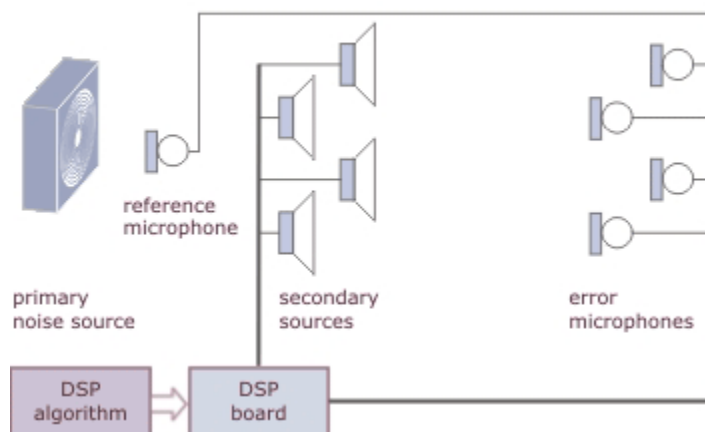 reference
microphone
primary
noise source
secondary
sources
error
microphones
DSP
algorithm
DSP
board